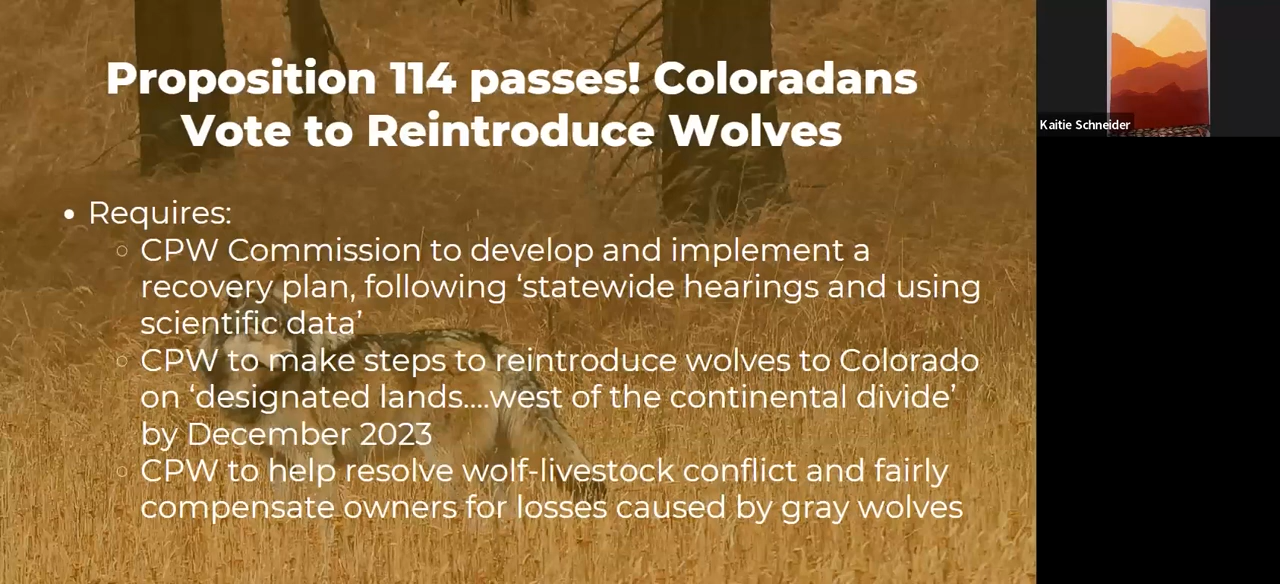 Proposition 114 passes! Coloradans
Vote to Reintroduce Wolves
• Requires:
○ CPW Commission to develop and implement a
recovery plan, following ‘statewide hearings and using
scientific data’
○ CPW to make steps to reintroduce wolves to Colorado
on ‘designated lands....west of the continental divide’
by December 2023
○ CPW to help resolve wolf-livestock conflict and fairly
compensate owners for losses caused by gray wolves
Kaitie Schneider